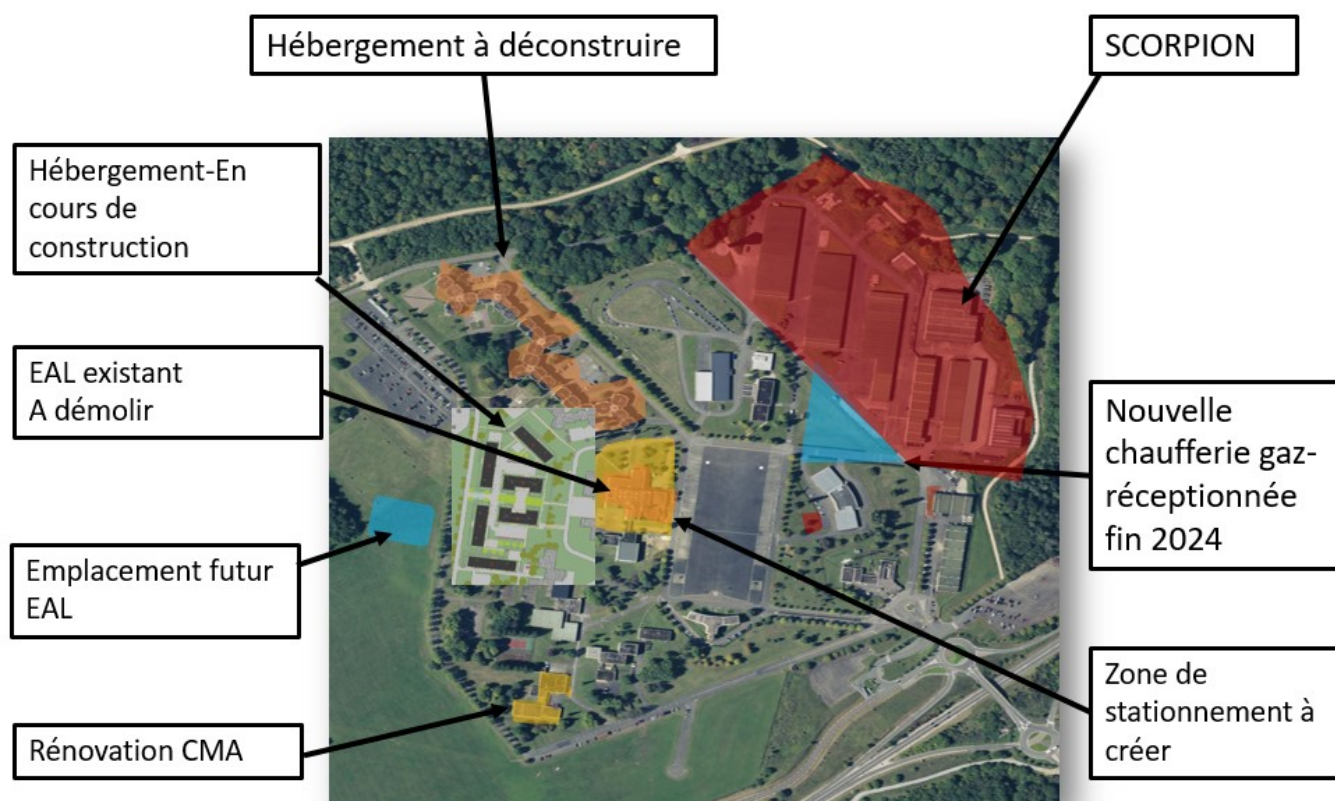 Hébergement à déconstruire
SCORPION
Hébergement-En
cours de
construction
EAL existant
A démolir
Emplacement futur
EAL
Rénovation CMA
Nouvelle
chaufferie gaz-
réceptionnée
fin 2024
Zone de
stationnement à
créer